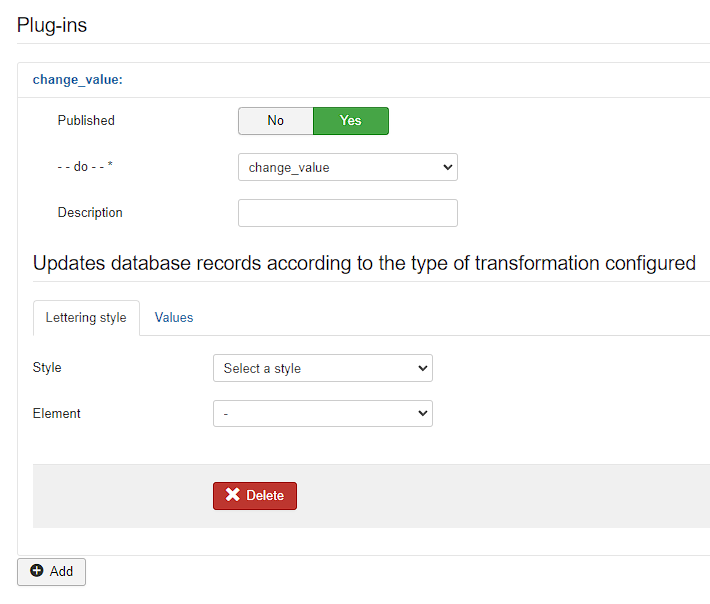 Plug-ins
change_value:
Published No Yes
- - do - - * change_value
Description
Updates database records according to the type of transformation configured
Lettering style Values
Style Select a style
Element -
Delete
Add